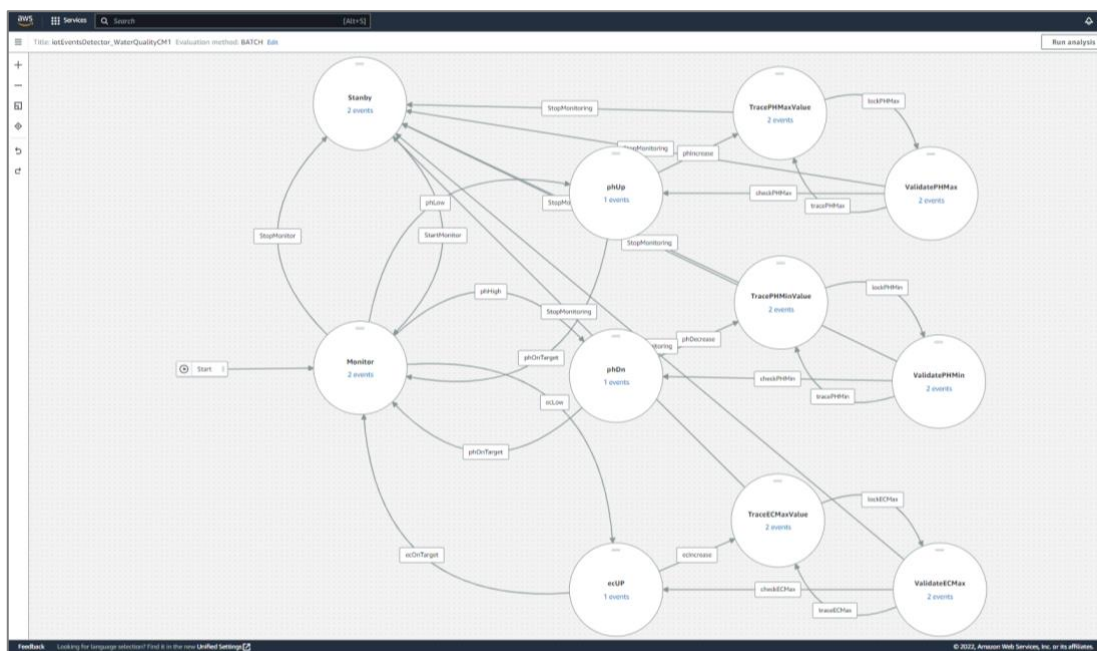 aws
Services
Search
[Alt+S]
Title: iotEventsDetector_WaterQualityCM1 Evaluation method: BATCH Edit
Run analysis
Stanby
2 events
TracePHMaxValue
2 events
lockPHMax
StopMonitoring
StopMonitoring
phIncrease
phUp
1 events
checkPHMax
ValidatePHMax
2 events
tracePHMax
phLow
StopMo
StopMonitor
StartMonitor
StopMonitoring
TracePHMinValue
2 events
lockPHMin
phHigh
StopMonitoring
Start
Monitor
2 events
phOnTarget
itoring
phDecrease
phDn
1 events
checkPHMin
ValidatePHMin
2 events
tracePHMin
ecLow
phOnTarget
TraceECMaxValue
2 events
lockECMax
ecOnTarget
ecIncrease
ecUP
1 events
checkECMax
ValidateECMax
2 events
traceECMax
Feedback
Looking for language selection? Find it in the new Unified Settings
© 2022, Amazon Web Services, Inc. or its affiliates.